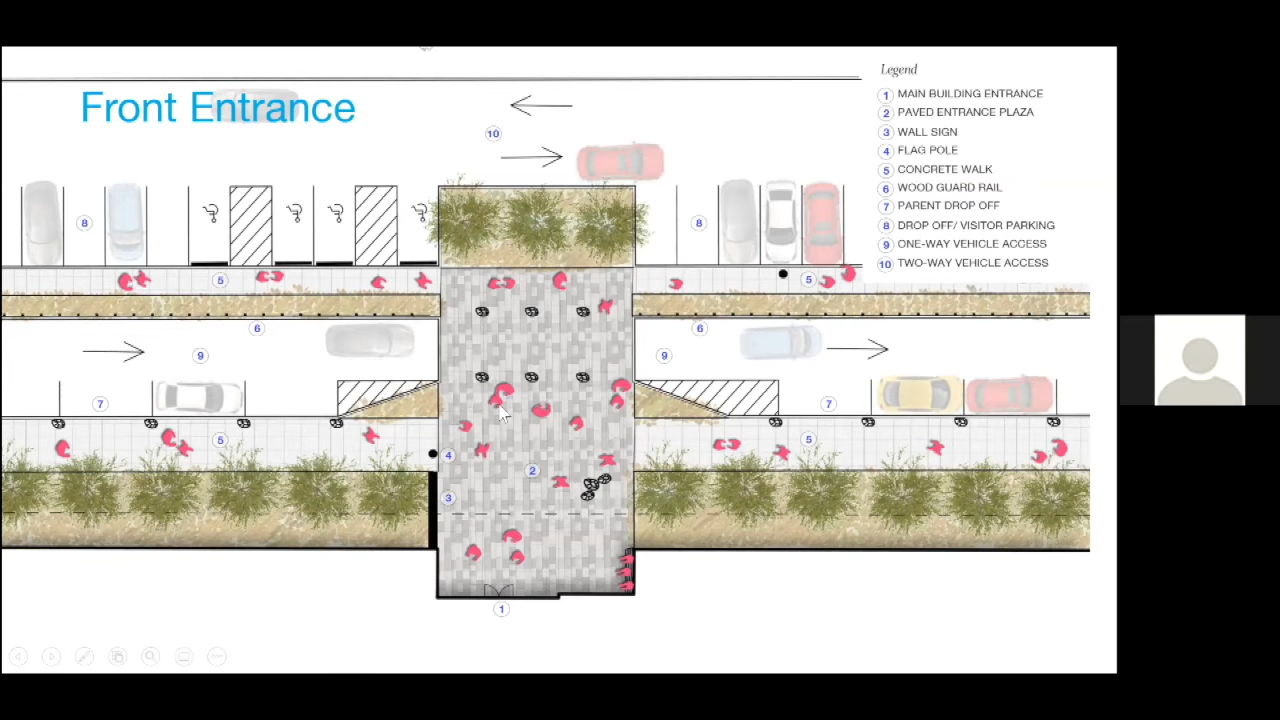 Front Entrance
Legend
1 MAIN BUILDING ENTRANCE
2 PAVED ENTRANCE PLAZA
3 WALL SIGN
4 FLAG POLE
5 CONCRETE WALK
6 WOOD GUARD RAIL
7 PARENT DROP OFF
8 DROP OFF/ VISITOR PARKING
9 ONE-WAY VEHICLE ACCESS
10 TWO-WAY VEHICLE ACCESS
10
8
8
5
5
6
6
9
9
7
7
5
5
4
2
3
1